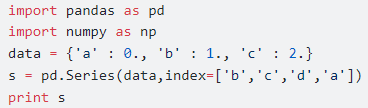 import pandas as pd
import numpy as np
data = {'a' : 0., 'b' : 1., 'c' : 2.}
s = pd.Series(data,index=['b','c','d','a'])
print s